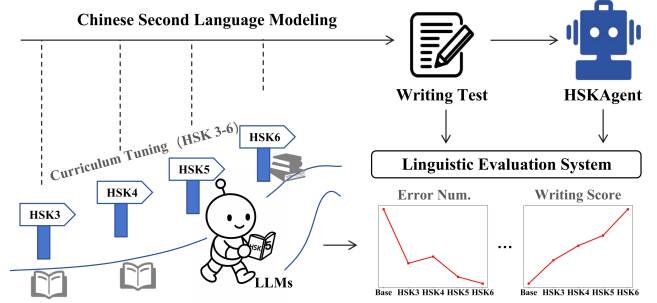 Chinese Second Language Modeling
Writing Test
HSKAgent
Curriculum Tuning (HSK 3-6)
HSK6
HSK5
HSK4
HSK3
HSK 5
LLMs
Linguistic Evaluation System
Error Num.
Writing Score
...
Base HSK3 HSK4 HSK5 HSK6
Base HSK3 HSK4 HSK5 HSK6